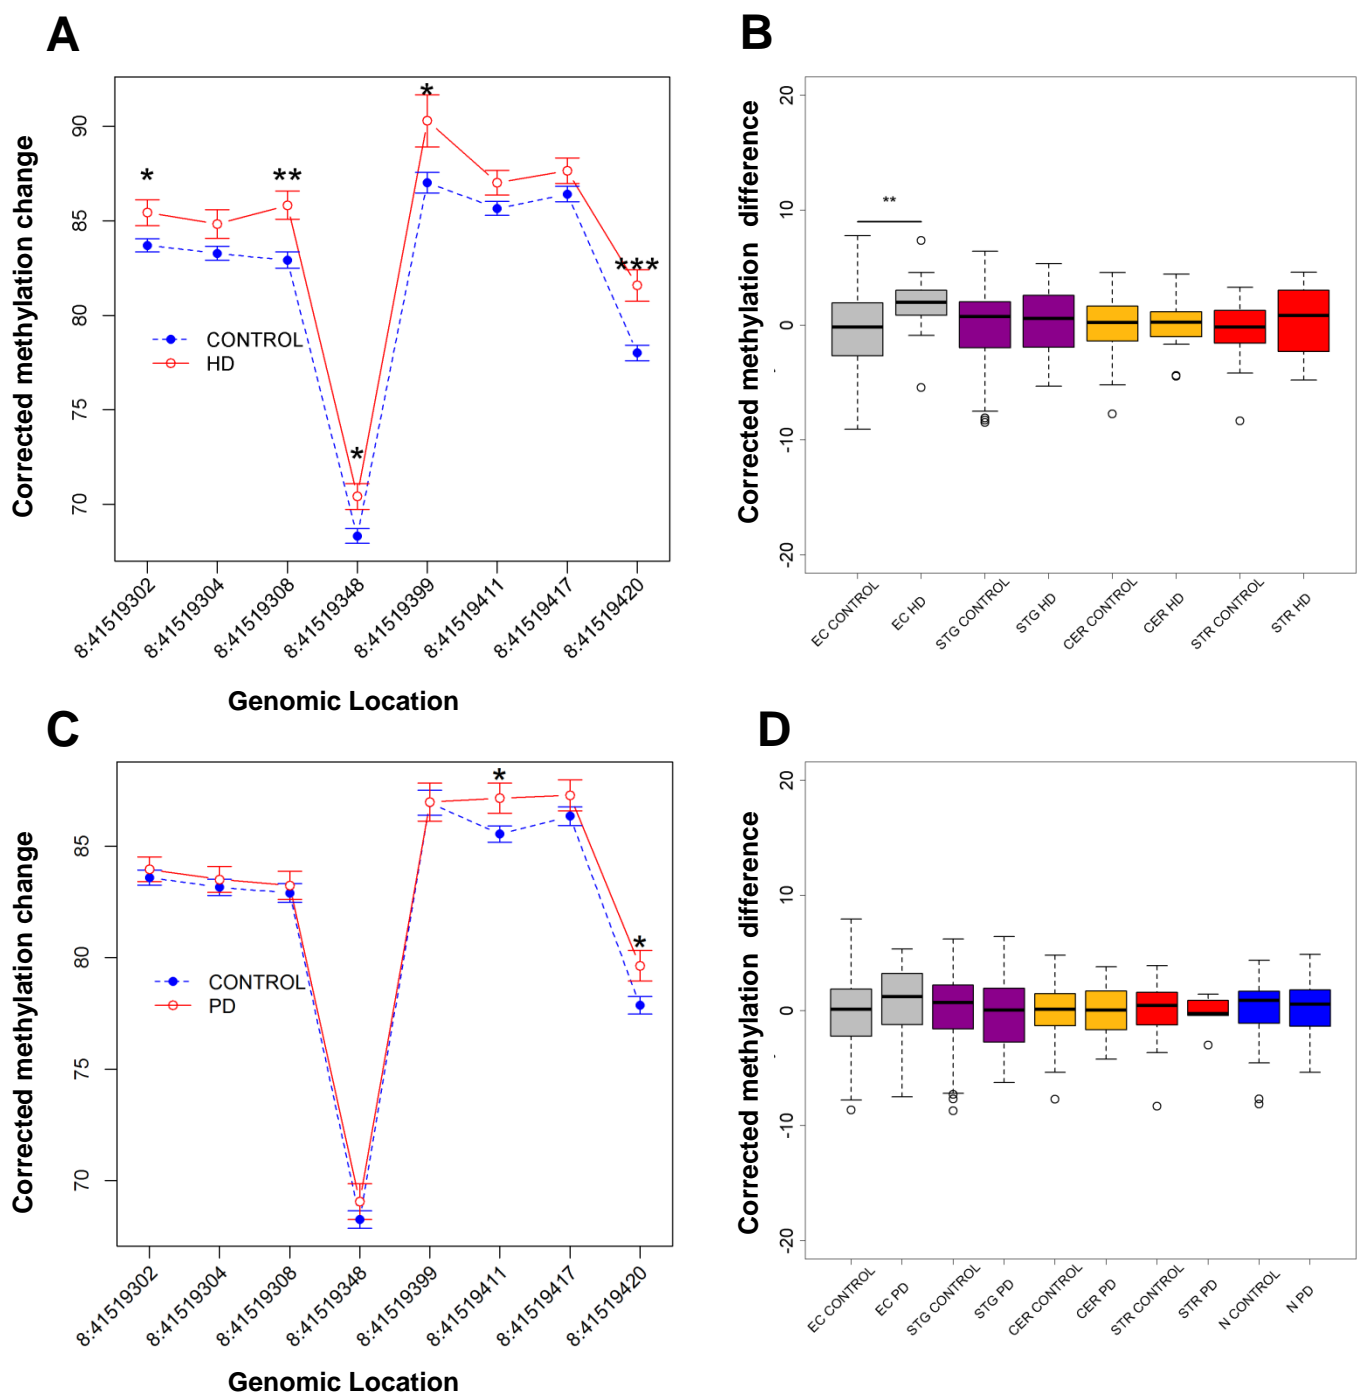 A
Corrected methylation change
90
85
80
75
70
*
**
*
*
***
CONTROL
HD
8:41519302
8:41519304
8:41519308
8:41519348
8:41519399
8:41519411
8:41519417
8:41519420
Genomic Location
B
Corrected methylation difference
20
10
0
-10
-20
**
EC CONTROL
EC HD
STG CONTROL
STG HD
CER CONTROL
CER HD
STR CONTROL
STR HD
C
Corrected methylation change
85
80
75
70
*
*
CONTROL
PD
8:41519302
8:41519304
8:41519308
8:41519348
8:41519399
8:41519411
8:41519417
8:41519420
Genomic Location
D
Corrected methylation difference
20
10
0
-10
-20
EC CONTROL
EC PD
STG CONTROL
STG PD
CER CONTROL
CER PD
STR CONTROL
STR PD
N CONTROL
N PD